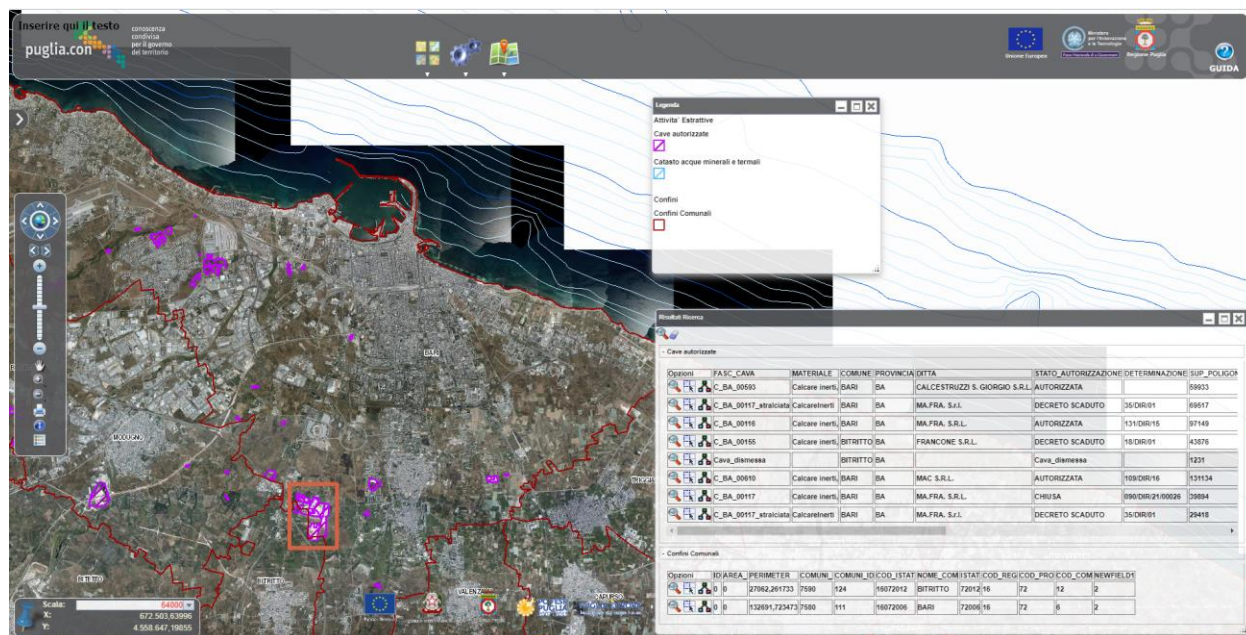 Inserire qui il testo
puglia.con
conoscenza
condivisa
per il governo
del territorio
Unione Europea
Ministero
per l'Innovazione
e le Tecnologie
Regione Puglia
GUIDA
Legenda
Attivita` Estrattive
Cave autorizzate
Catasto acque minerali e termali
Confini
Confini Comunali
BARI
MODUGNO
BITETTO
BITRITTO
VALENZANO
CAPURSO
Scala: 64000
X: 672.503,63996
Y: 4.558.647,19855
Risultati Ricerca
- Cave autorizzate
Opzioni FASC_CAVA MATERIALE COMUNE PROVINCIA DITTA STATO_AUTORIZZAZIONE DETERMINAZIONE SUP_POLIGON
C_BA_00593 Calcare inerti, BARI BA CALCESTRUZZI S. GIORGIO S.R.L. AUTORIZZATA 59933
C_BA_00117_stralciata CalcareInerti BARI BA MA.FRA. S.r.l. DECRETO SCADUTO 35/DIR/01 69517
C_BA_00116 Calcare inerti, BARI BA MA.FRA. S.R.L. AUTORIZZATA 131/DIR/15 97149
C_BA_00155 Calcare inerti, BITRITTO BA FRANCONE S.R.L. DECRETO SCADUTO 18/DIR/01 43876
Cava_dismessa BITRITTO BA Cava_dismessa 1231
C_BA_00610 Calcare inerti, BARI BA MAC S.R.L. AUTORIZZATA 109/DIR/16 131134
C_BA_00117 Calcare inerti, BARI BA MA.FRA. S.R.L. CHIUSA 090/DIR/21/00026 39894
C_BA_00117_stralciata CalcareInerti BARI BA MA.FRA. S.r.l. DECRETO SCADUTO 35/DIR/01 29418
- Confini Comunali
Opzioni ID AREA_ PERIMETER COMUNI_ COMUNI_ID COD_ISTAT NOME_COM ISTAT COD_REG COD_PRO COD_COM NEWFIELD1
0 0 27062,261733 7590 124 16072012 BITRITTO 72012 16 72 12 2
0 0 132691,723473 7580 111 16072006 BARI 72006 16 72 6 2